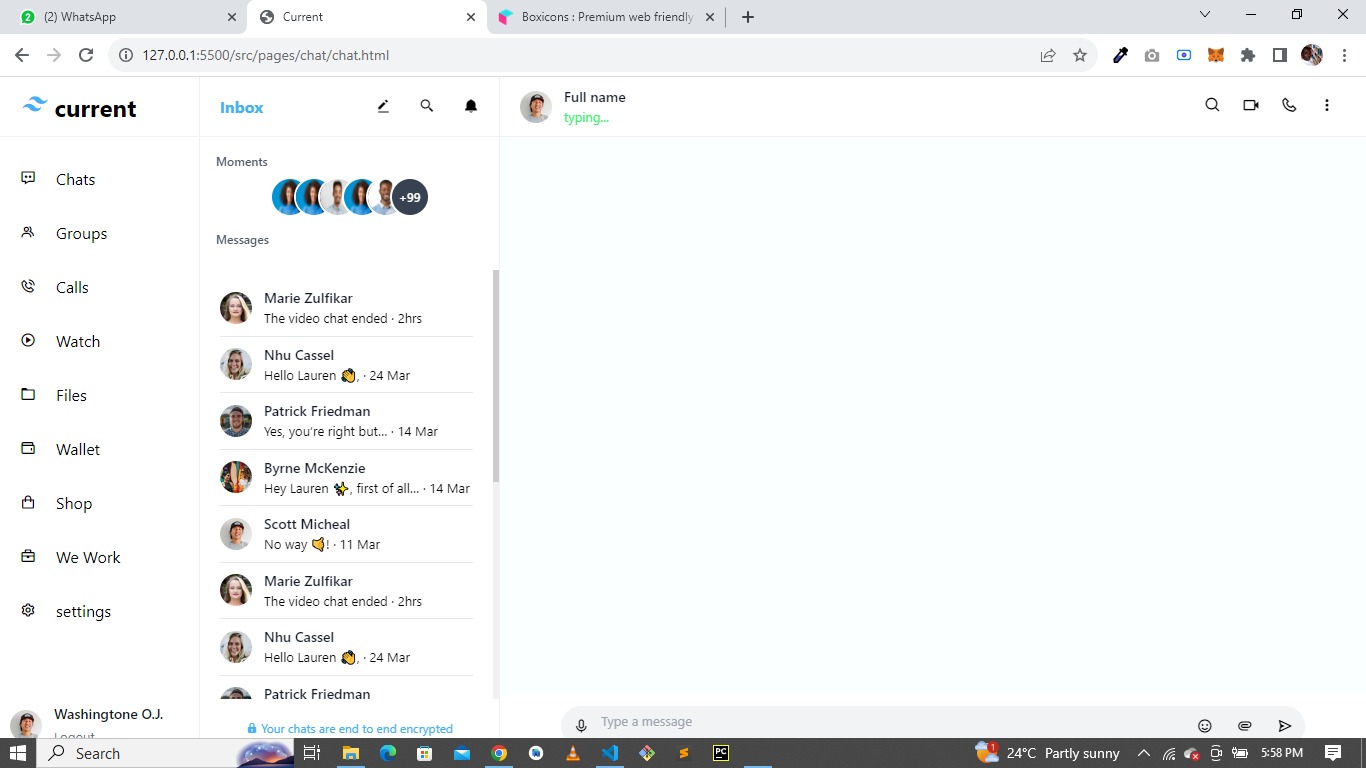 2
(2) WhatsApp
Current
Boxicons : Premium web friendly
127.0.0.1:5500/src/pages/chat/chat.html
current
Chats
Groups
Calls
Watch
Files
Wallet
Shop
We Work
settings
Washingtone O.J.
Logout
Inbox
Moments
+99
Messages
Marie Zulfikar
The video chat ended · 2hrs
Nhu Cassel
Hello Lauren 👋, · 24 Mar
Patrick Friedman
Yes, you’re right but... · 14 Mar
Byrne McKenzie
Hey Lauren ✨, first of all... · 14 Mar
Scott Micheal
No way 🤙! · 11 Mar
Marie Zulfikar
The video chat ended · 2hrs
Nhu Cassel
Hello Lauren 👋, · 24 Mar
Patrick Friedman
Your chats are end to end encrypted
Full name
typing...
Type a message
Search
PC
1
24°C Partly sunny
5:58 PM